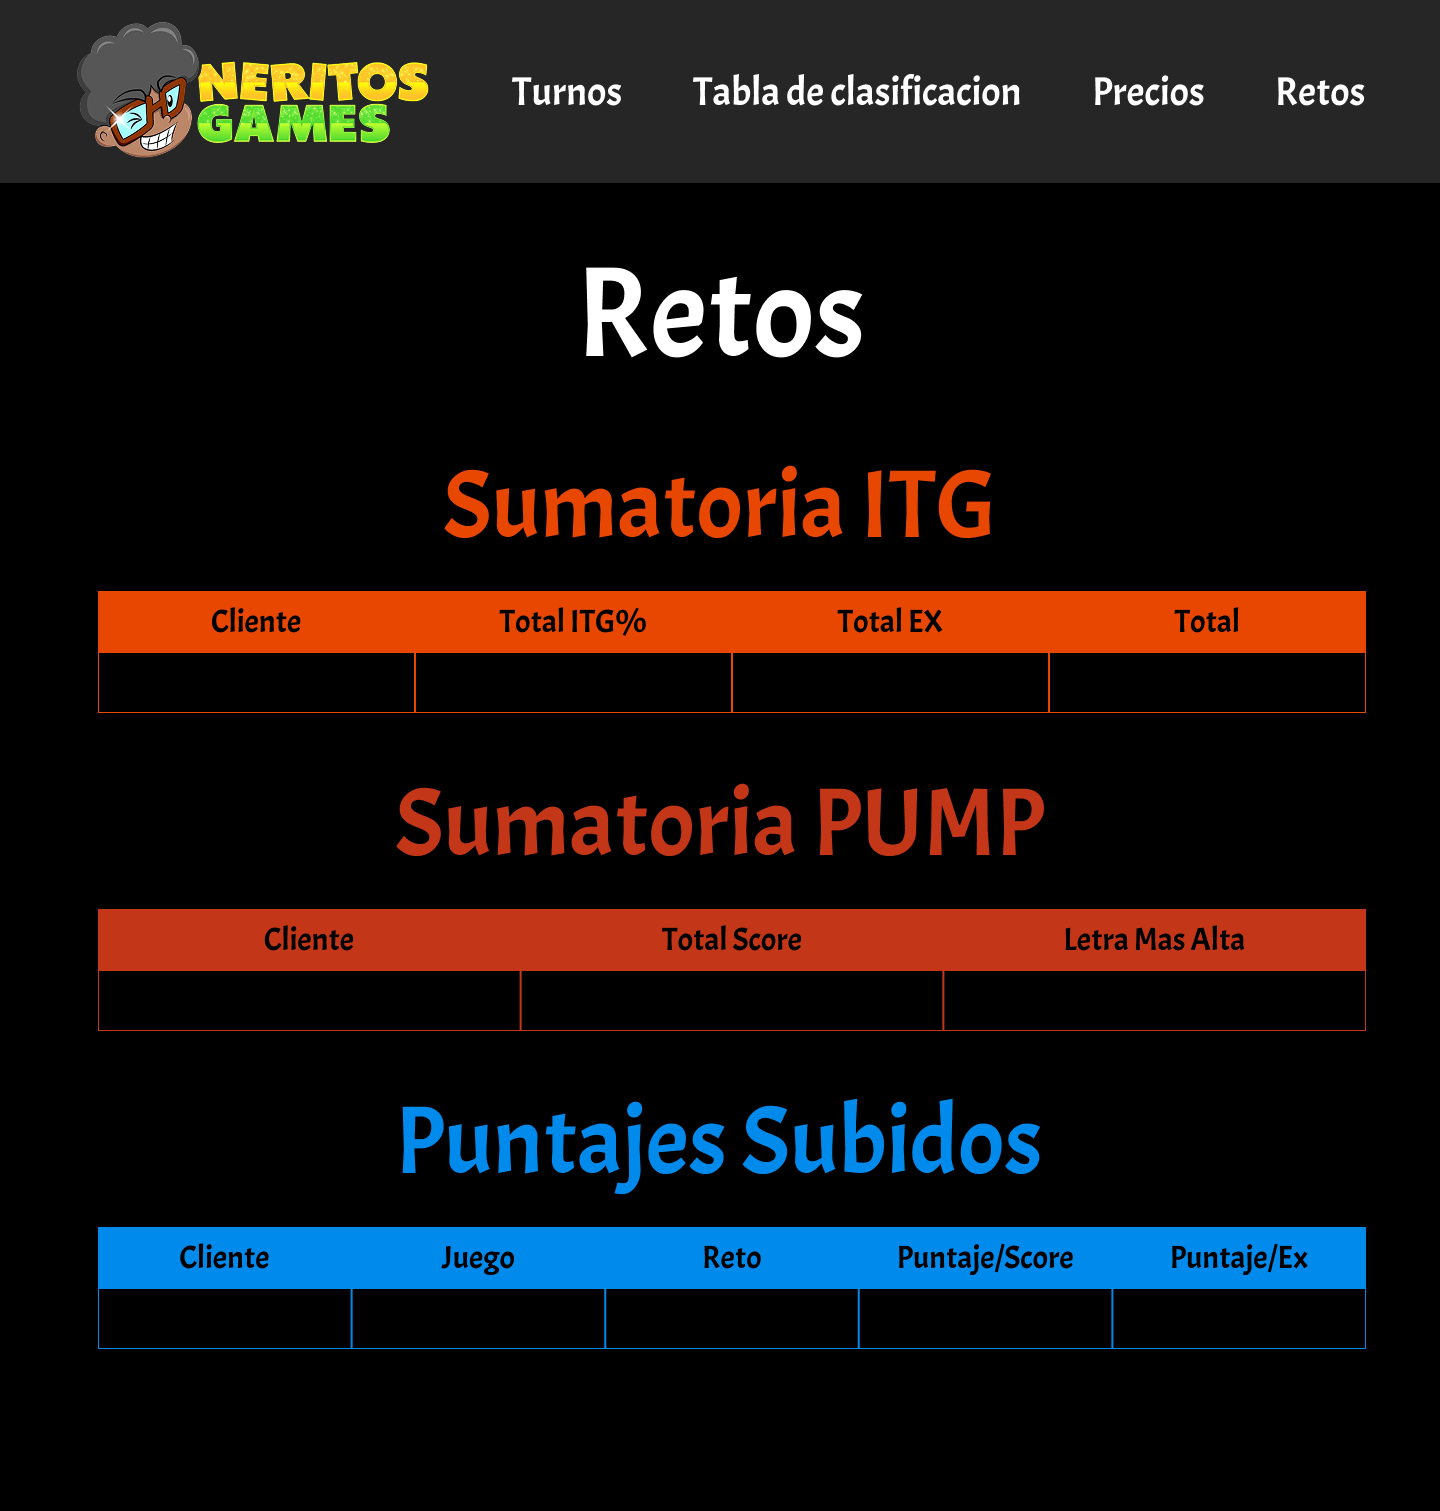 NERITOS
GAMES
Turnos Tabla de clasificacion Precios Retos
Retos
Sumatoria ITG
Cliente Total ITG% Total EX Total
Sumatoria PUMP
Cliente Total Score Letra Mas Alta
Puntajes Subidos
Cliente Juego Reto Puntaje/Score Puntaje/Ex